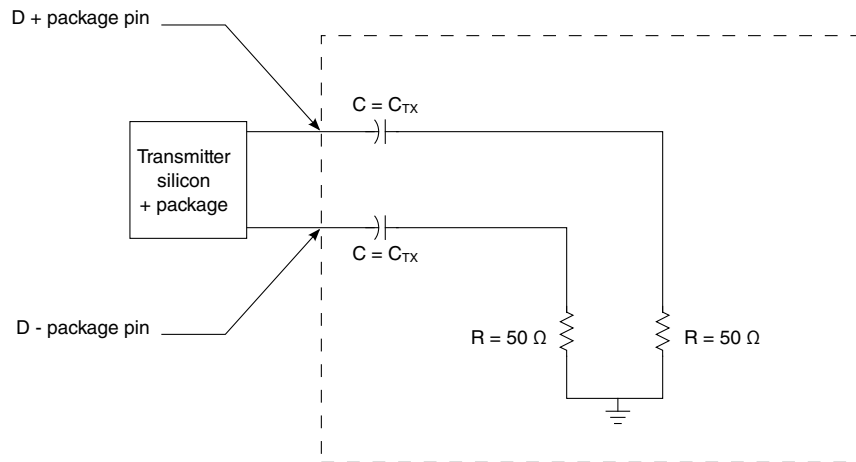 D + package pin
C = CTX
Transmitter
silicon
+ package
C = CTX
D - package pin
R = 50 Ω
R = 50 Ω